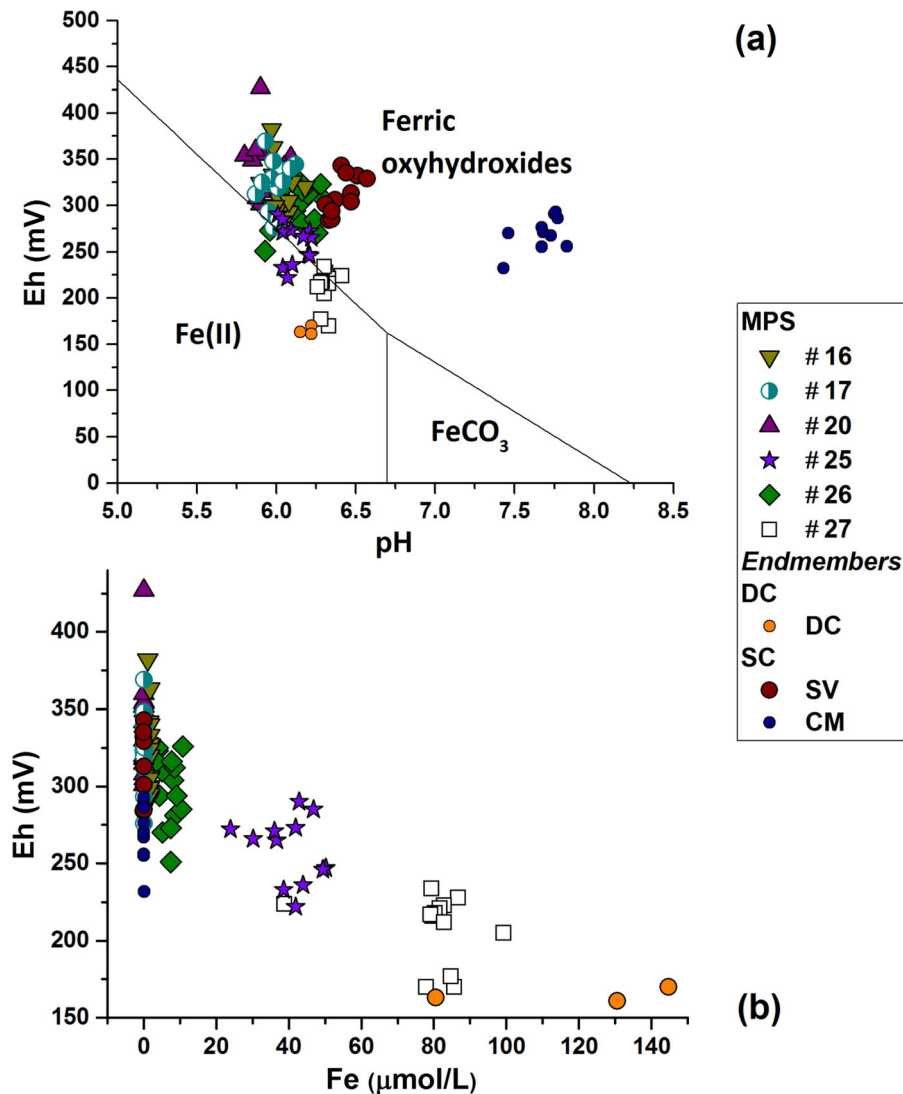 (a)
500
450
400
350
300
250
200
150
100
50
0
Eh (mV)
Ferric
oxyhydroxides
Fe(II)
FeCO3
5.0 5.5 6.0 6.5 7.0 7.5 8.0 8.5
pH
MPS
# 16
# 17
# 20
# 25
# 26
# 27
Endmembers
DC
DC
SC
SV
CM
400
350
300
250
200
150
Eh (mV)
0 20 40 60 80 100 120 140
Fe (μmol/L)
(b)